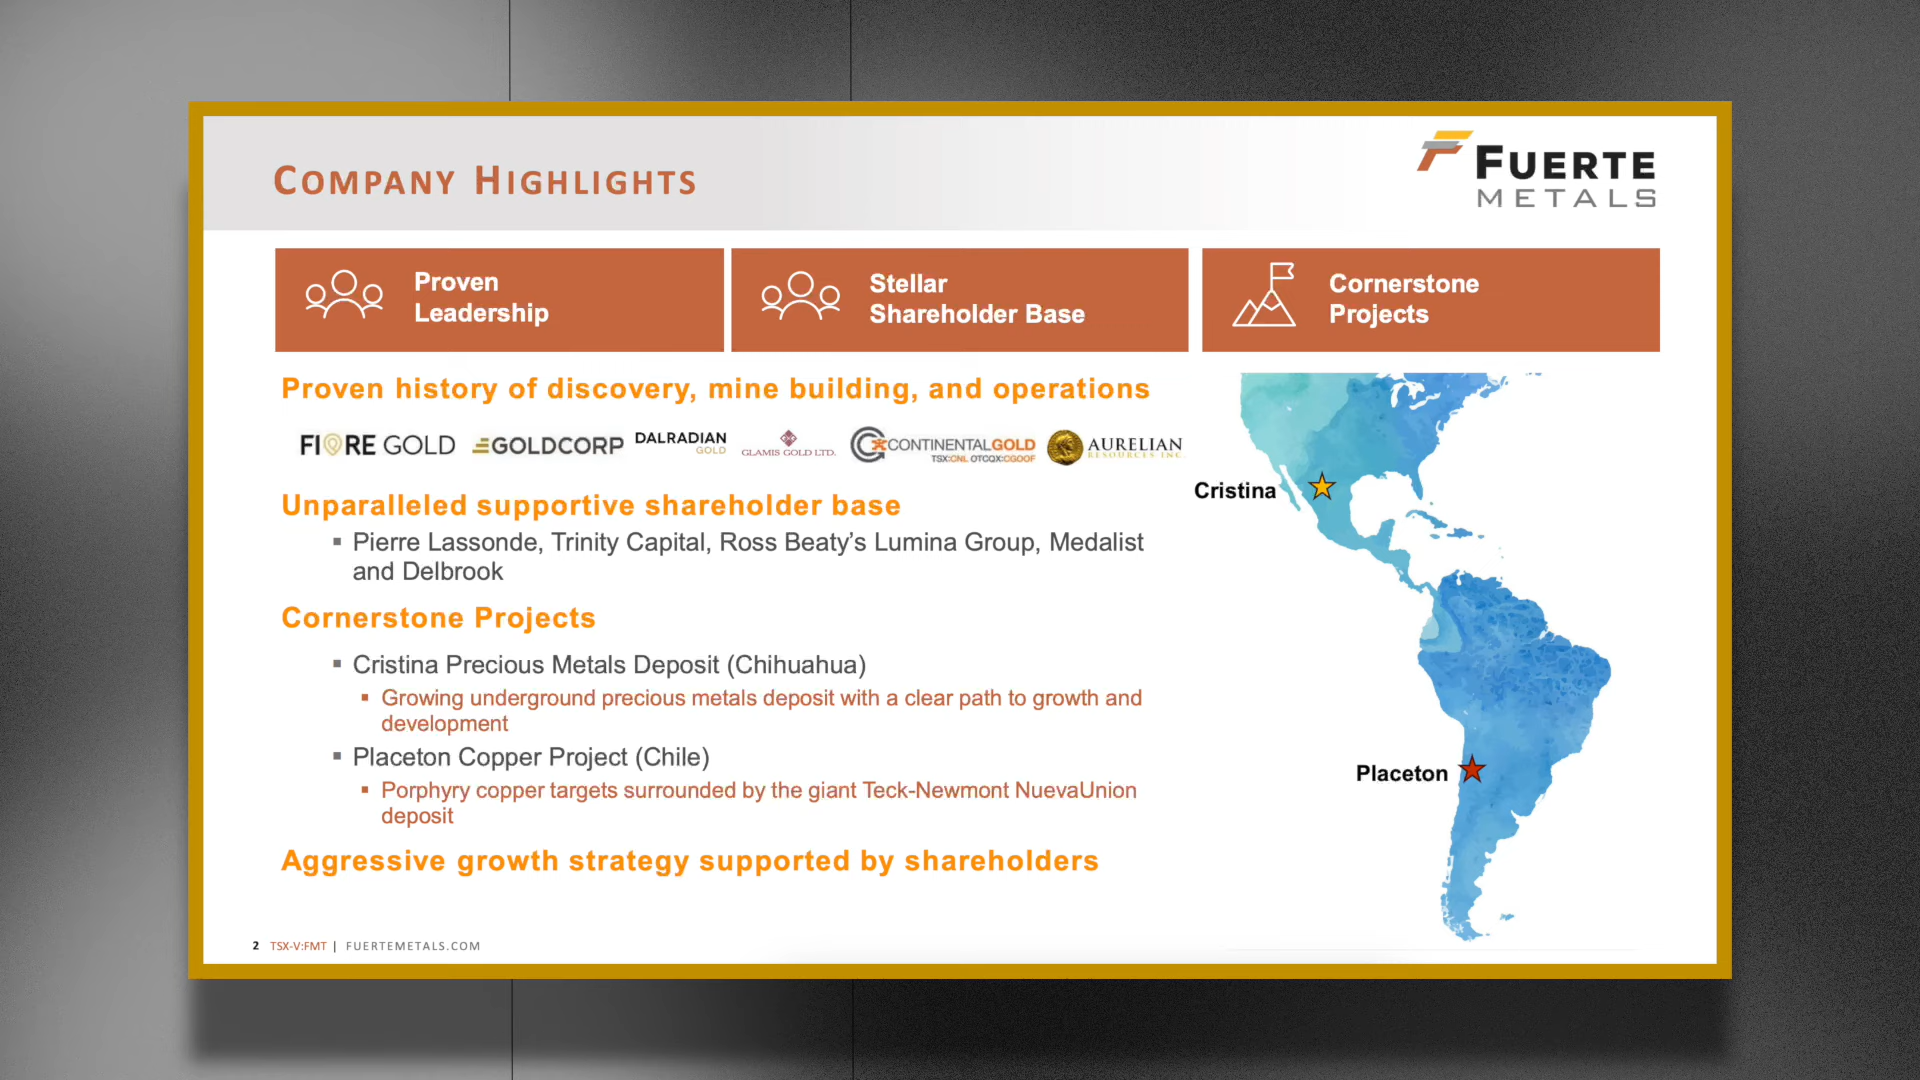 COMPANY HIGHLIGHTS
FUERTE
METALS
Proven
Leadership
Stellar
Shareholder Base
Cornerstone
Projects
Proven history of discovery, mine building, and operations
FIORE GOLD
GOLDCORP
DALRADIAN
GOLD
GLAMIS GOLD LTD.
CONTINENTALGOLD
TSX:CNL OTCQX:CGOOF
AURELIAN
RESOURCES INC.
Unparalleled supportive shareholder base
▪ Pierre Lassonde, Trinity Capital, Ross Beaty’s Lumina Group, Medalist
and Delbrook
Cornerstone Projects
▪ Cristina Precious Metals Deposit (Chihuahua)
▪ Growing underground precious metals deposit with a clear path to growth and
development
▪ Placeton Copper Project (Chile)
▪ Porphyry copper targets surrounded by the giant Teck-Newmont NuevaUnion
deposit
Aggressive growth strategy supported by shareholders
Cristina
Placeton
2 TSX-V:FMT | FUERTEMETALS.COM